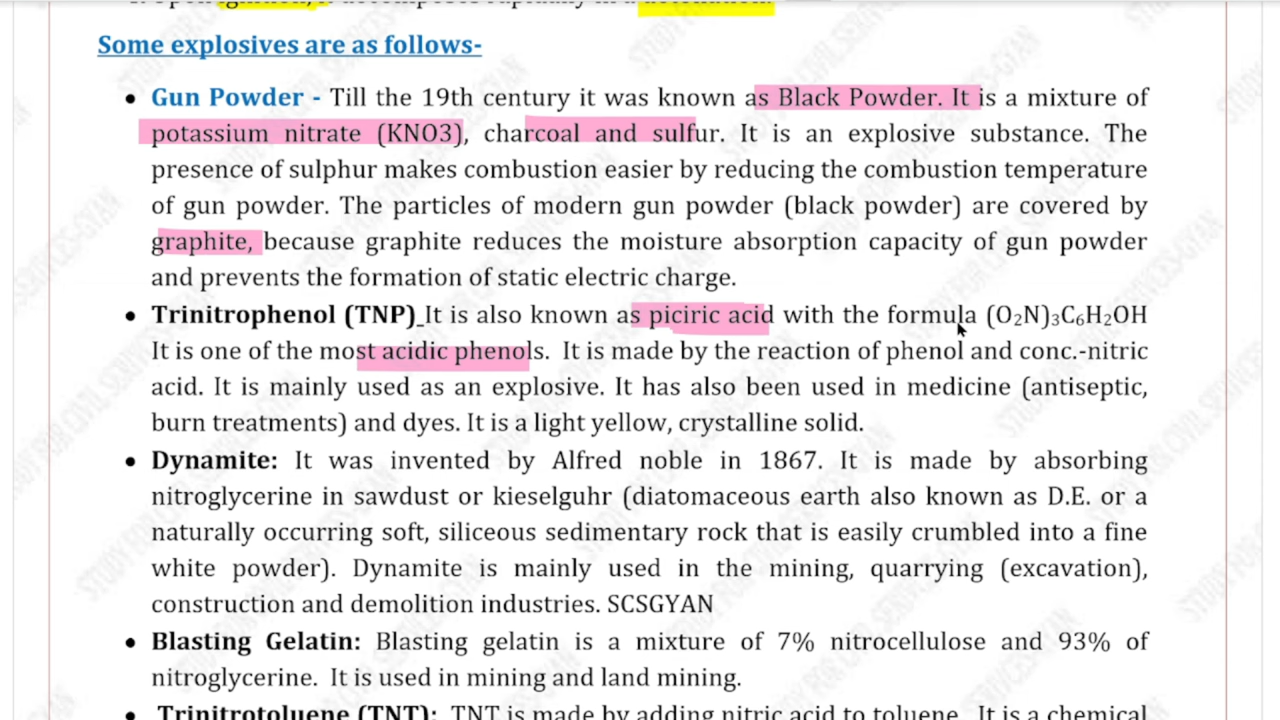 Some explosives are as follows-
• Gun Powder - Till the 19th century it was known as Black Powder. It is a mixture of
potassium nitrate (KNO3), charcoal and sulfur. It is an explosive substance. The
presence of sulphur makes combustion easier by reducing the combustion temperature
of gun powder. The particles of modern gun powder (black powder) are covered by
graphite, because graphite reduces the moisture absorption capacity of gun powder
and prevents the formation of static electric charge.
• Trinitrophenol (TNP) It is also known as piciric acid with the formula (O₂N)₃C₆H₂OH
It is one of the most acidic phenols. It is made by the reaction of phenol and conc.-nitric
acid. It is mainly used as an explosive. It has also been used in medicine (antiseptic,
burn treatments) and dyes. It is a light yellow, crystalline solid.
• Dynamite: It was invented by Alfred noble in 1867. It is made by absorbing
nitroglycerine in sawdust or kieselguhr (diatomaceous earth also known as D.E. or a
naturally occurring soft, siliceous sedimentary rock that is easily crumbled into a fine
white powder). Dynamite is mainly used in the mining, quarrying (excavation),
construction and demolition industries. SCSGYAN
• Blasting Gelatin: Blasting gelatin is a mixture of 7% nitrocellulose and 93% of
nitroglycerine. It is used in mining and land mining.
• Trinitrotoluene (TNT): TNT is made by adding nitric acid to toluene. It is a chemical